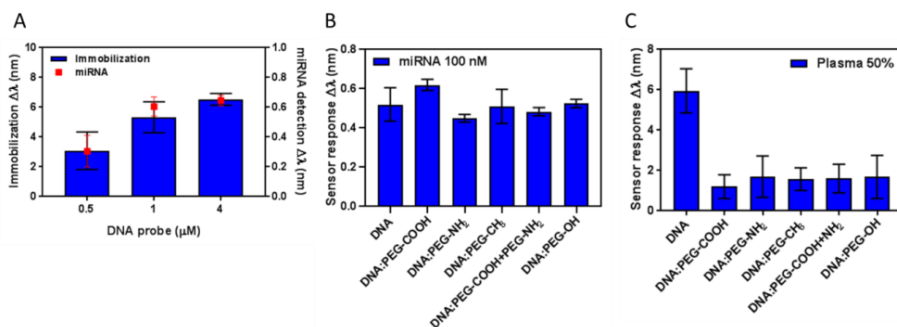 A
Immobilization Δλ (nm)
10
8
6
4
2
0
Immobilization
miRNA
1.0
0.8
0.6
0.4
0.2
0.0
miRNA detection Δλ (nm)
0.5
1
4
DNA probe (μM)
B
Sensor response Δλ (nm)
0.8
0.6
0.4
0.2
0.0
miRNA 100 nM
DNA
DNA:PEG-COOH
DNA:PEG-NH₂
DNA:PEG-CH₃
DNA:PEG-COOH+PEG-NH₂
DNA:PEG-OH
C
Sensor response Δλ (nm)
8
6
4
2
0
Plasma 50%
DNA
DNA:PEG-COOH
DNA:PEG-NH₂
DNA:PEG-CH₃
DNA:PEG-COOH+NH₂
DNA:PEG-OH